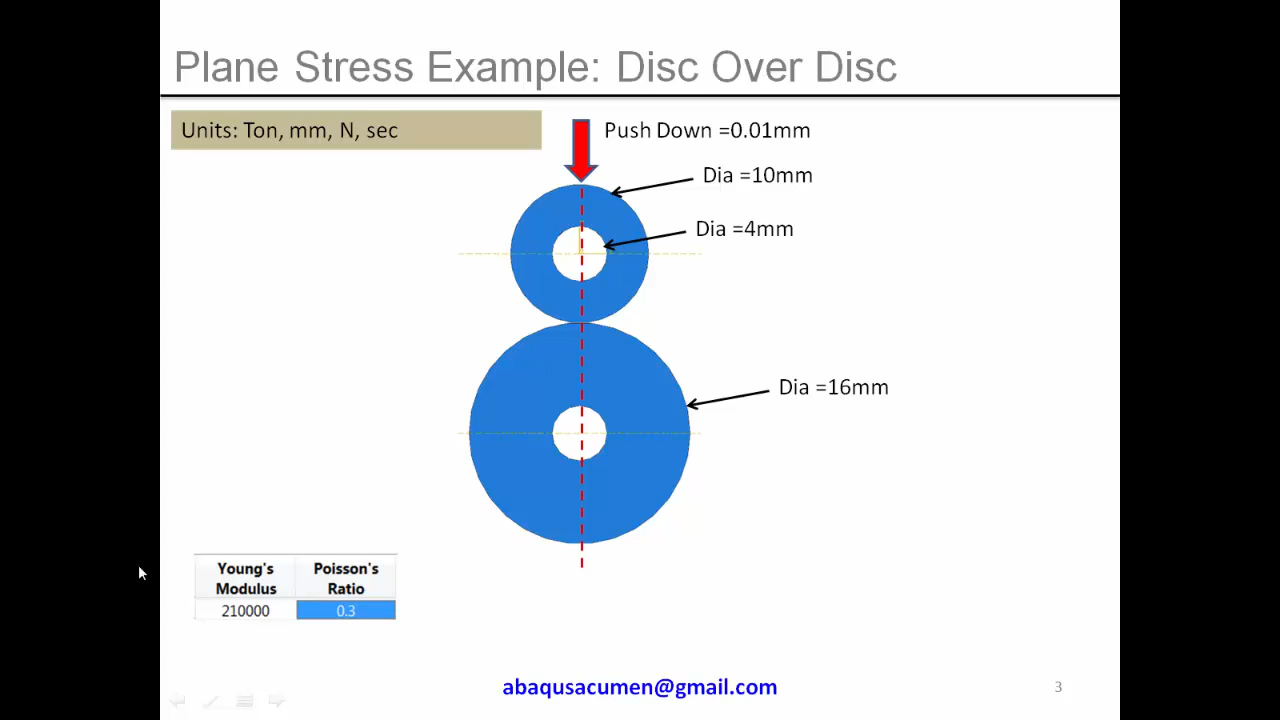 Plane Stress Example: Disc Over Disc
Units: Ton, mm, N, sec
Push Down =0.01mm
Dia =10mm
Dia =4mm
Dia =16mm
Young's Modulus
Poisson's Ratio
210000
0.3
abaqusacumen@gmail.com
3